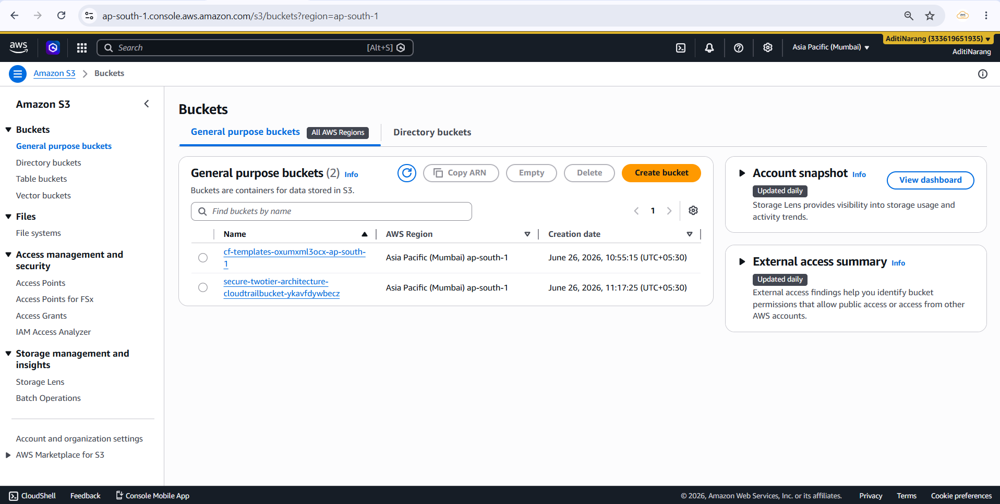 ap-south-1.console.aws.amazon.com/s3/buckets?region=ap-south-1
aws
Search
[Alt+S]
Asia Pacific (Mumbai)
AditiNarang (333619651935)
AditiNarang
Amazon S3
Buckets
Amazon S3
Buckets
General purpose buckets
Directory buckets
Table buckets
Vector buckets
Files
File systems
Access management and
security
Access Points
Access Points for FSx
Access Grants
IAM Access Analyzer
Storage management and
insights
Storage Lens
Batch Operations
Account and organization settings
AWS Marketplace for S3
Buckets
General purpose buckets All AWS Regions
Directory buckets
General purpose buckets (2) Info
Copy ARN
Empty
Delete
Create bucket
Buckets are containers for data stored in S3.
Find buckets by name
1
Name AWS Region Creation date
cf-templates-oxumxml3ocx-ap-south-
1
Asia Pacific (Mumbai) ap-south-1
June 26, 2026, 10:55:15 (UTC+05:30)
secure-twotier-architecture-
cloudtrailbucket-ykavfdywbecz
Asia Pacific (Mumbai) ap-south-1
June 26, 2026, 11:17:25 (UTC+05:30)
Account snapshot Info
View dashboard
Updated daily
Storage Lens provides visibility into storage usage and
activity trends.
External access summary Info
Updated daily
External access findings help you identify bucket
permissions that allow public access or access from other
AWS accounts.
CloudShell
Feedback
Console Mobile App
© 2026, Amazon Web Services, Inc. or its affiliates.
Privacy
Terms
Cookie preferences